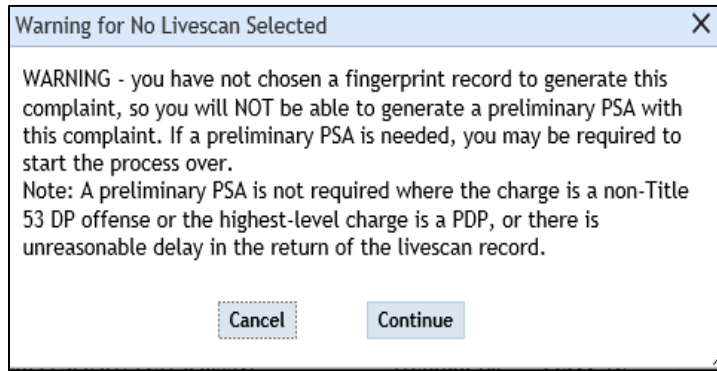 Warning for No Livescan Selected
WARNING - you have not chosen a fingerprint record to generate this
complaint, so you will NOT be able to generate a preliminary PSA with
this complaint. If a preliminary PSA is needed, you may be required to
start the process over.
Note: A preliminary PSA is not required where the charge is a non-Title
53 DP offense or the highest-level charge is a PDP, or there is
unreasonable delay in the return of the livescan record.
Cancel Continue